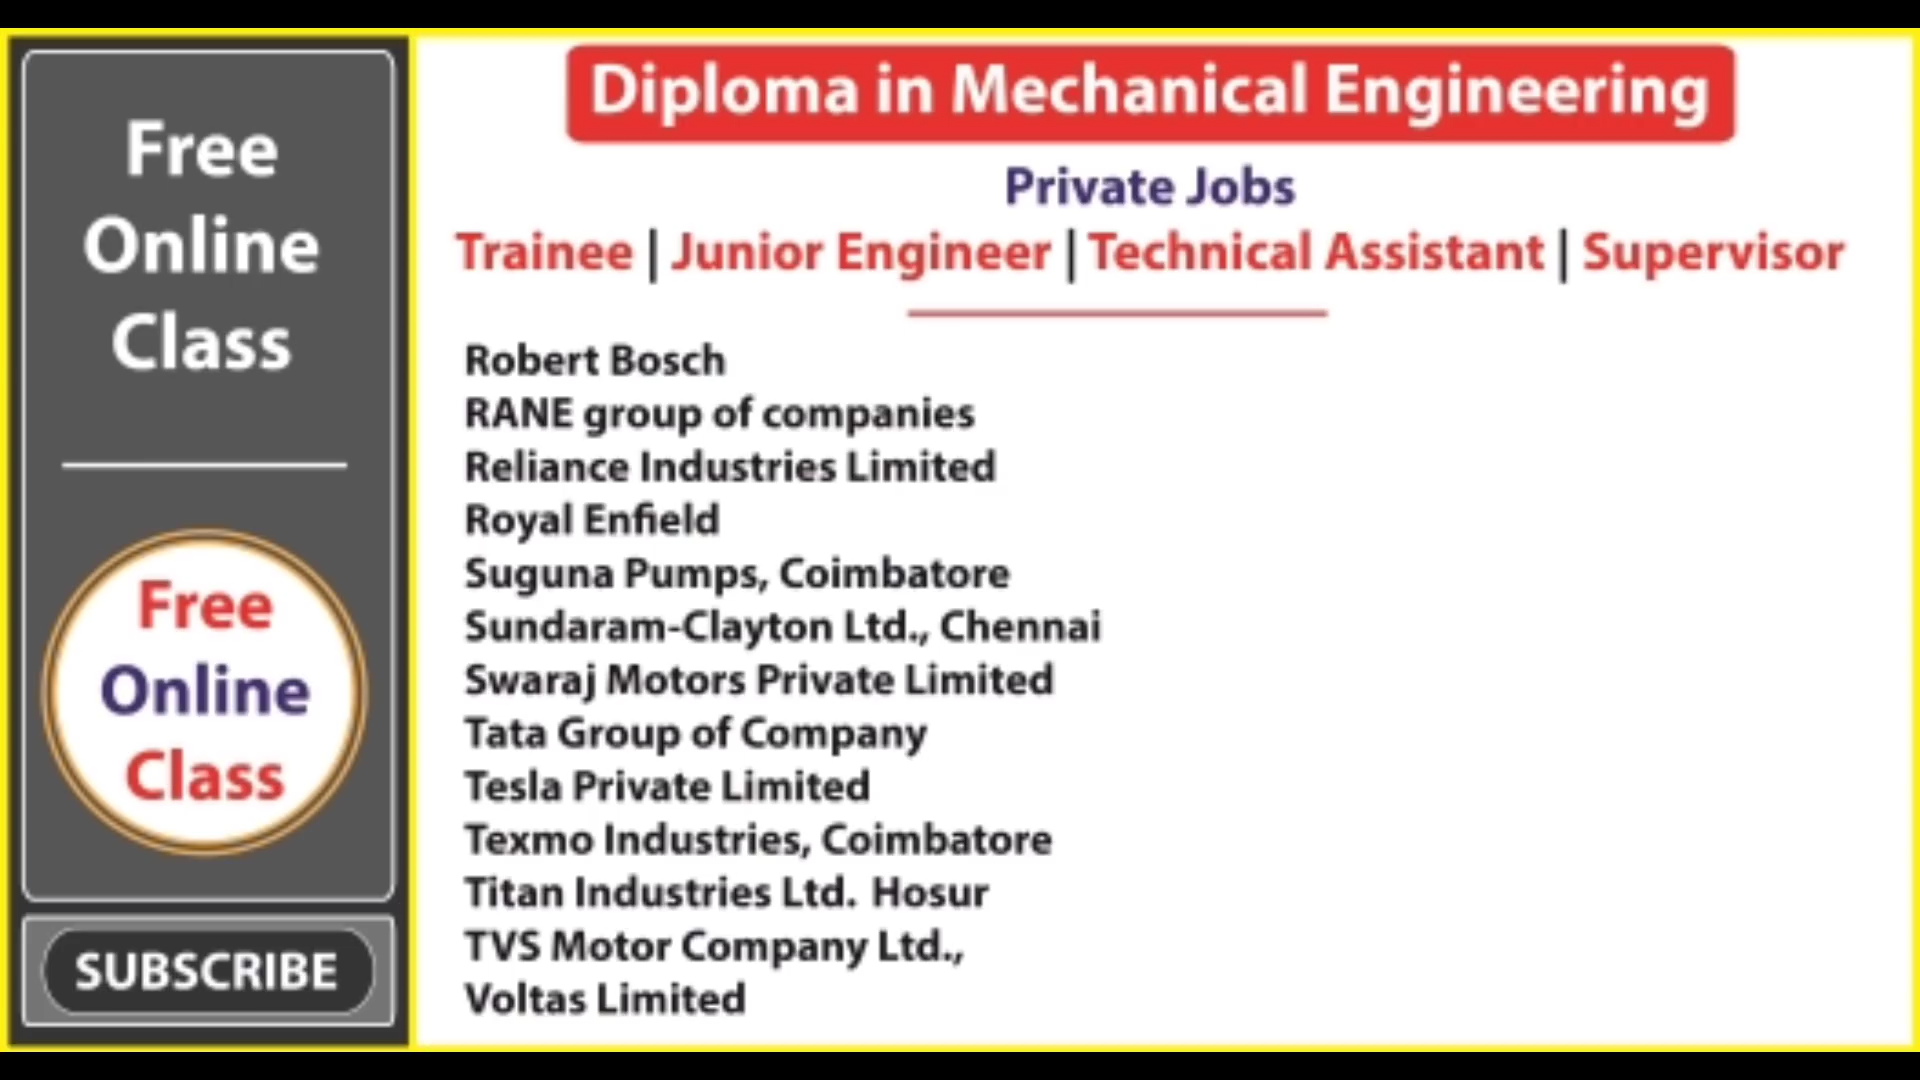 Free
Online
Class
Free
Online
Class
SUBSCRIBE
Diploma in Mechanical Engineering
Private Jobs
Trainee | Junior Engineer | Technical Assistant | Supervisor
Robert Bosch
RANE group of companies
Reliance Industries Limited
Royal Enfield
Suguna Pumps, Coimbatore
Sundaram-Clayton Ltd., Chennai
Swaraj Motors Private Limited
Tata Group of Company
Tesla Private Limited
Texmo Industries, Coimbatore
Titan Industries Ltd. Hosur
TVS Motor Company Ltd.,
Voltas Limited